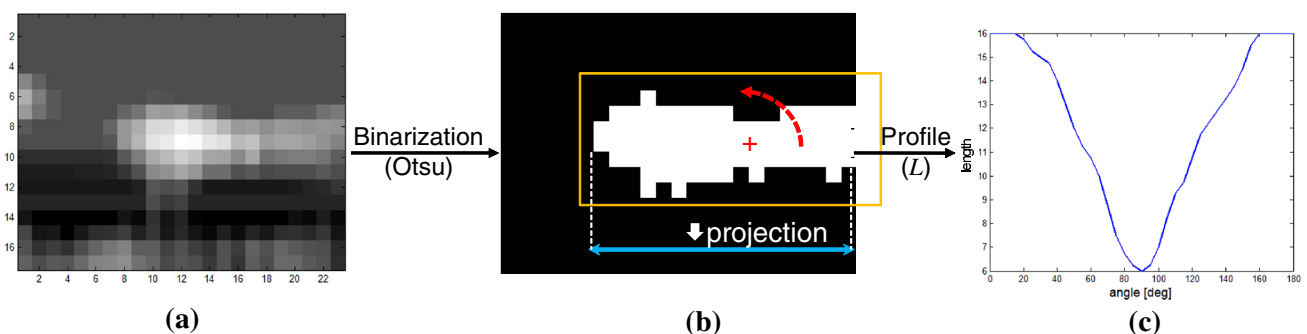 2
4
6
8
10
12
14
16
2 4 6 8 10 12 14 16 18 20 22
(a)
Binarization
(Otsu)
projection
(b)
Profile
(L)
length
16
15
14
13
12
11
10
9
8
7
6
0 20 40 60 80 100 120 140 160 180
angle [deg]
(c)